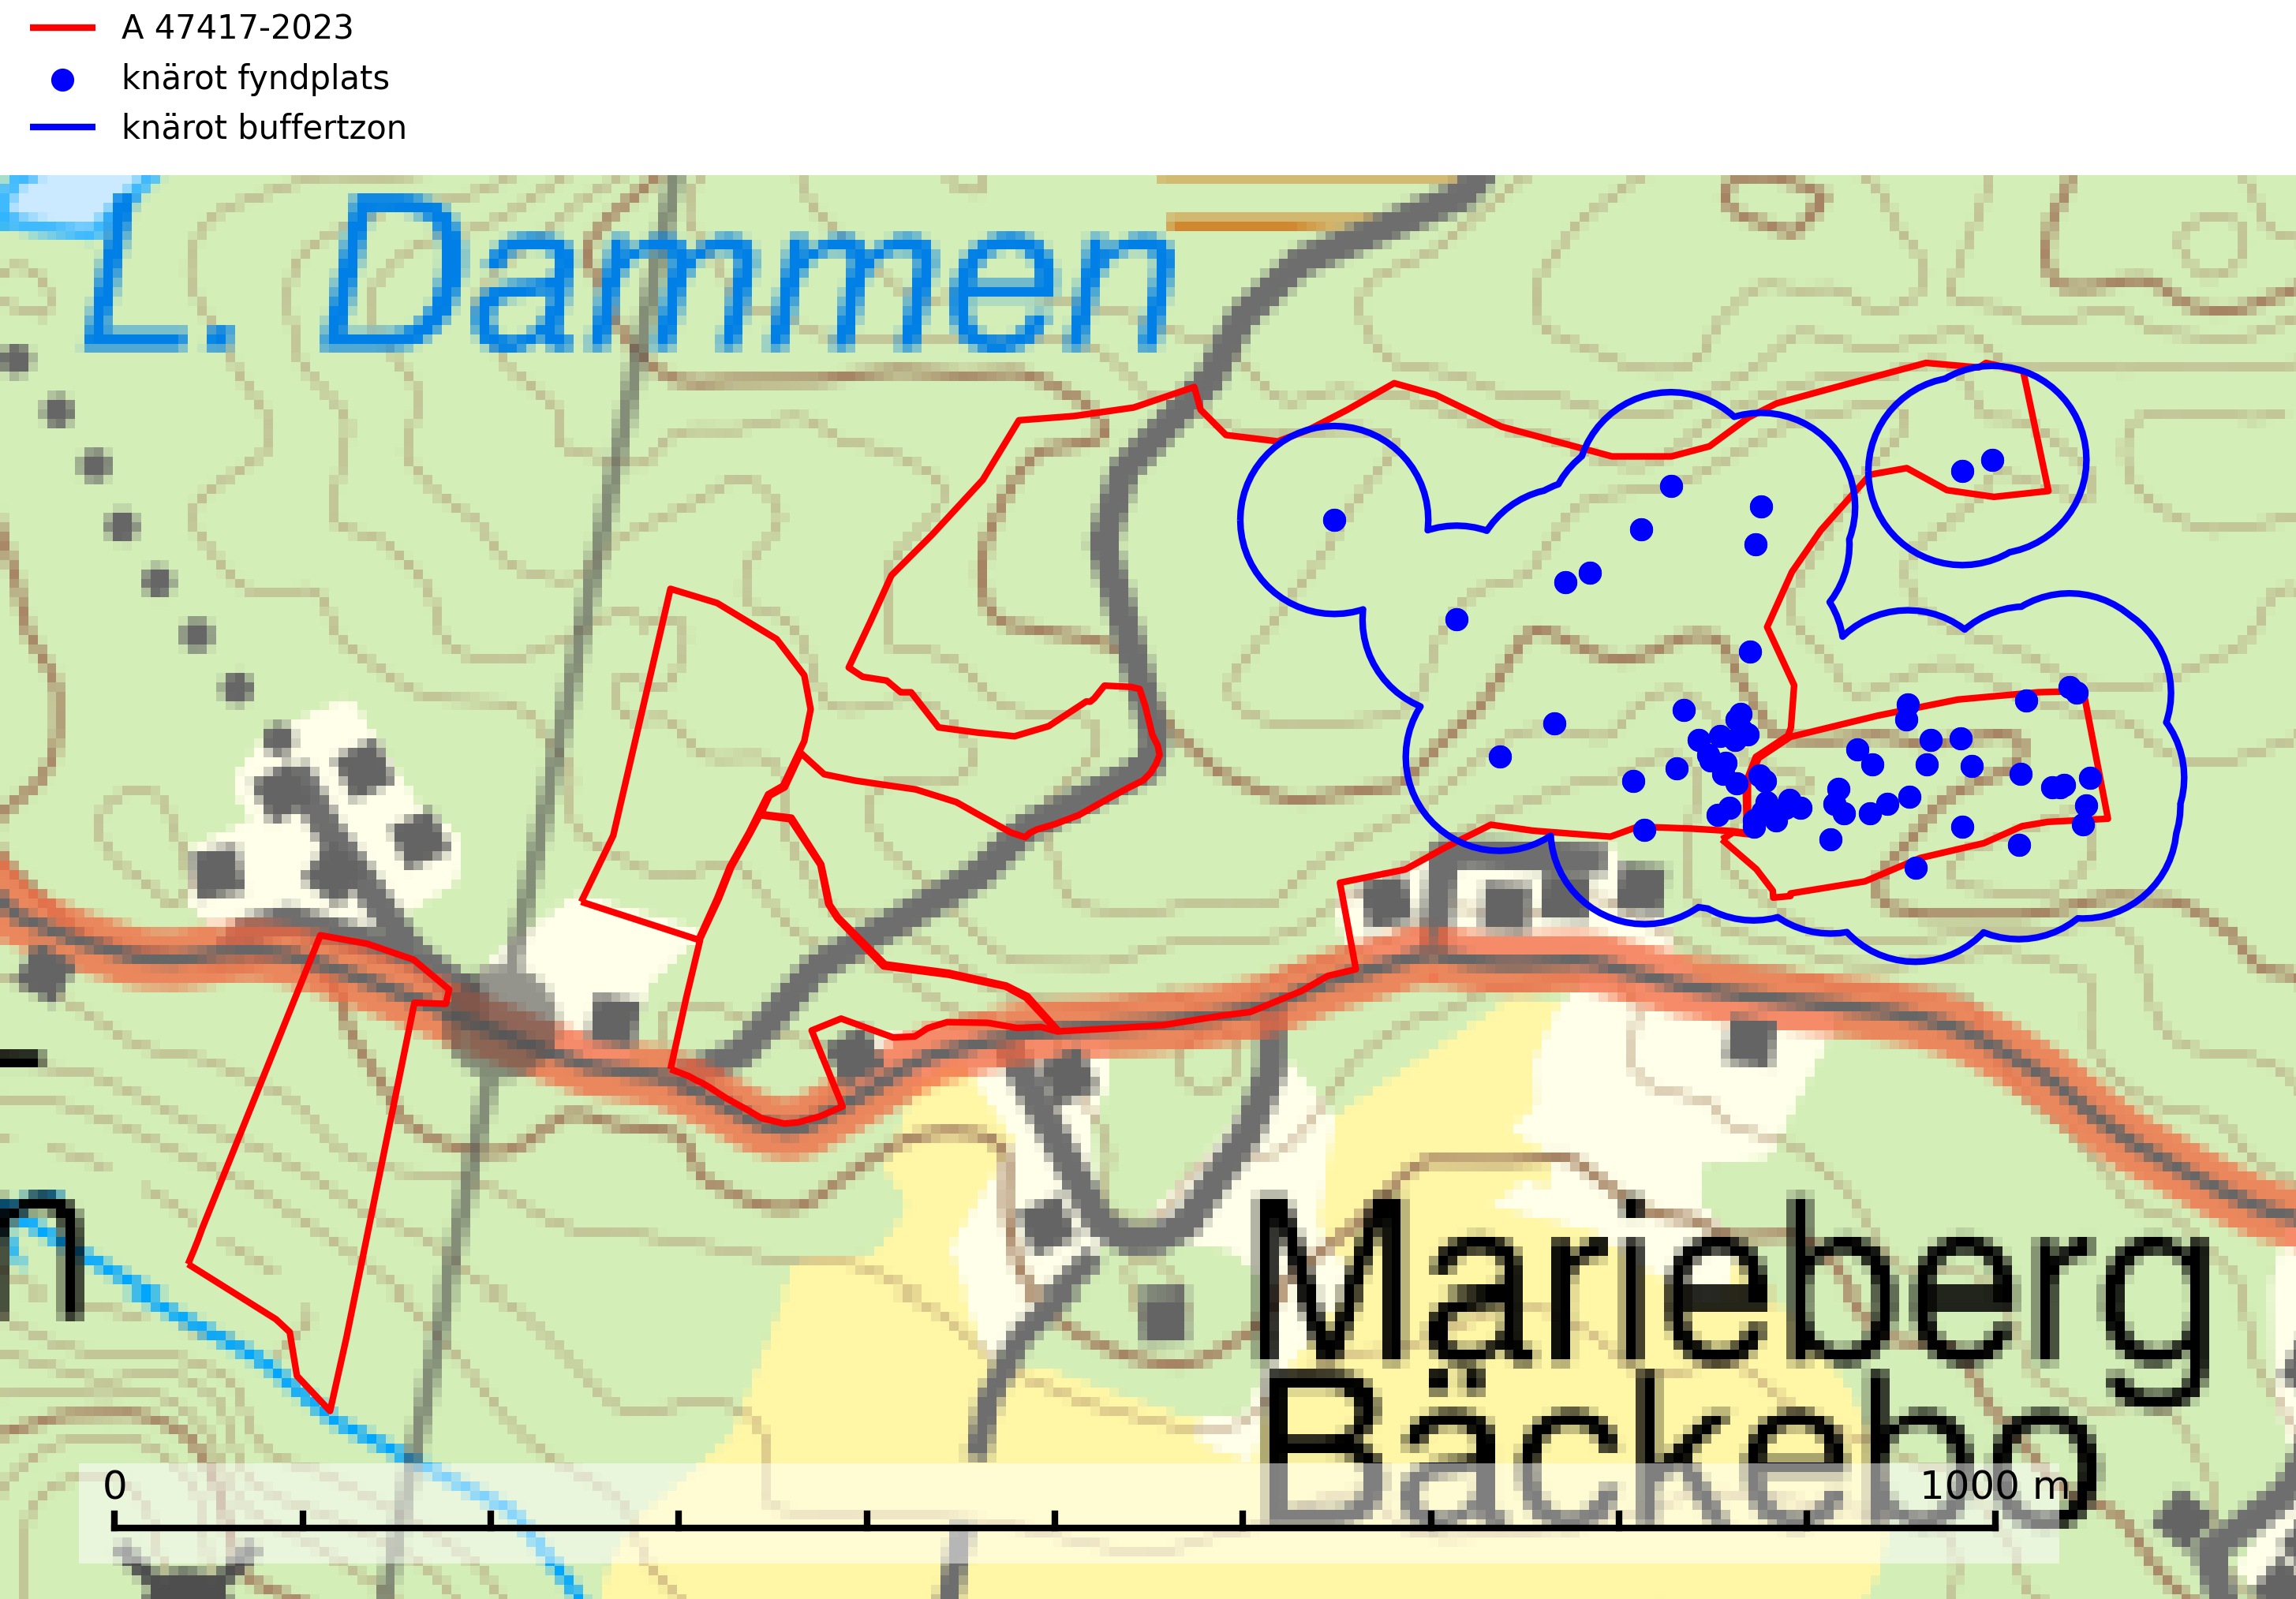 A 47417-2023
knärot fyndplats
knärot buffertzon
L. Dammen
n
Marieberg
Bäckebo
0
1000 m